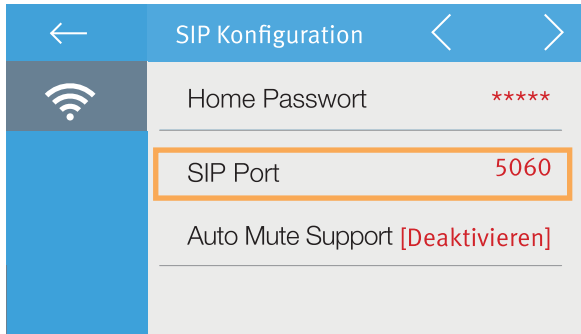 SIP Konfiguration
Home Passwort *****
SIP Port 5060
Auto Mute Support [Deaktivieren]